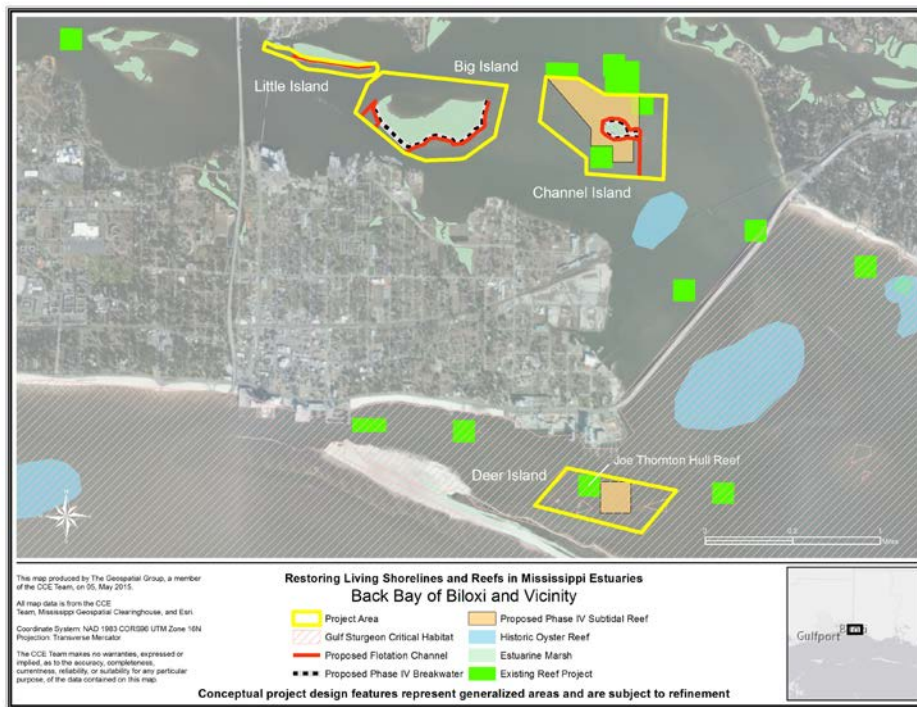 Little Island
Big Island
Channel Island
Deer Island
Joe Thornton Hull Reef
N
0 0.5 1
Miles
This map produced by The Geospatial Group, a member
of the CCE Team, on 05, May 2015.
All map data is from the CCE
Team, Mississippi Geospatial Clearinghouse, and Esri.
Coordinate System: NAD 1983 CORS96 UTM Zone 16N
Projection: Transverse Mercator
The CCE Team makes no warranties, expressed or
implied, as to the accuracy, completeness,
currentness, reliability, or suitability for any particular
purpose, of the data contained on this map.
Restoring Living Shorelines and Reefs in Mississippi Estuaries
Back Bay of Biloxi and Vicinity
Project Area
Gulf Sturgeon Critical Habitat
Proposed Flotation Channel
Proposed Phase IV Breakwater
Proposed Phase IV Subtidal Reef
Historic Oyster Reef
Estuarine Marsh
Existing Reef Project
Conceptual project design features represent generalized areas and are subject to refinement
Gulfport